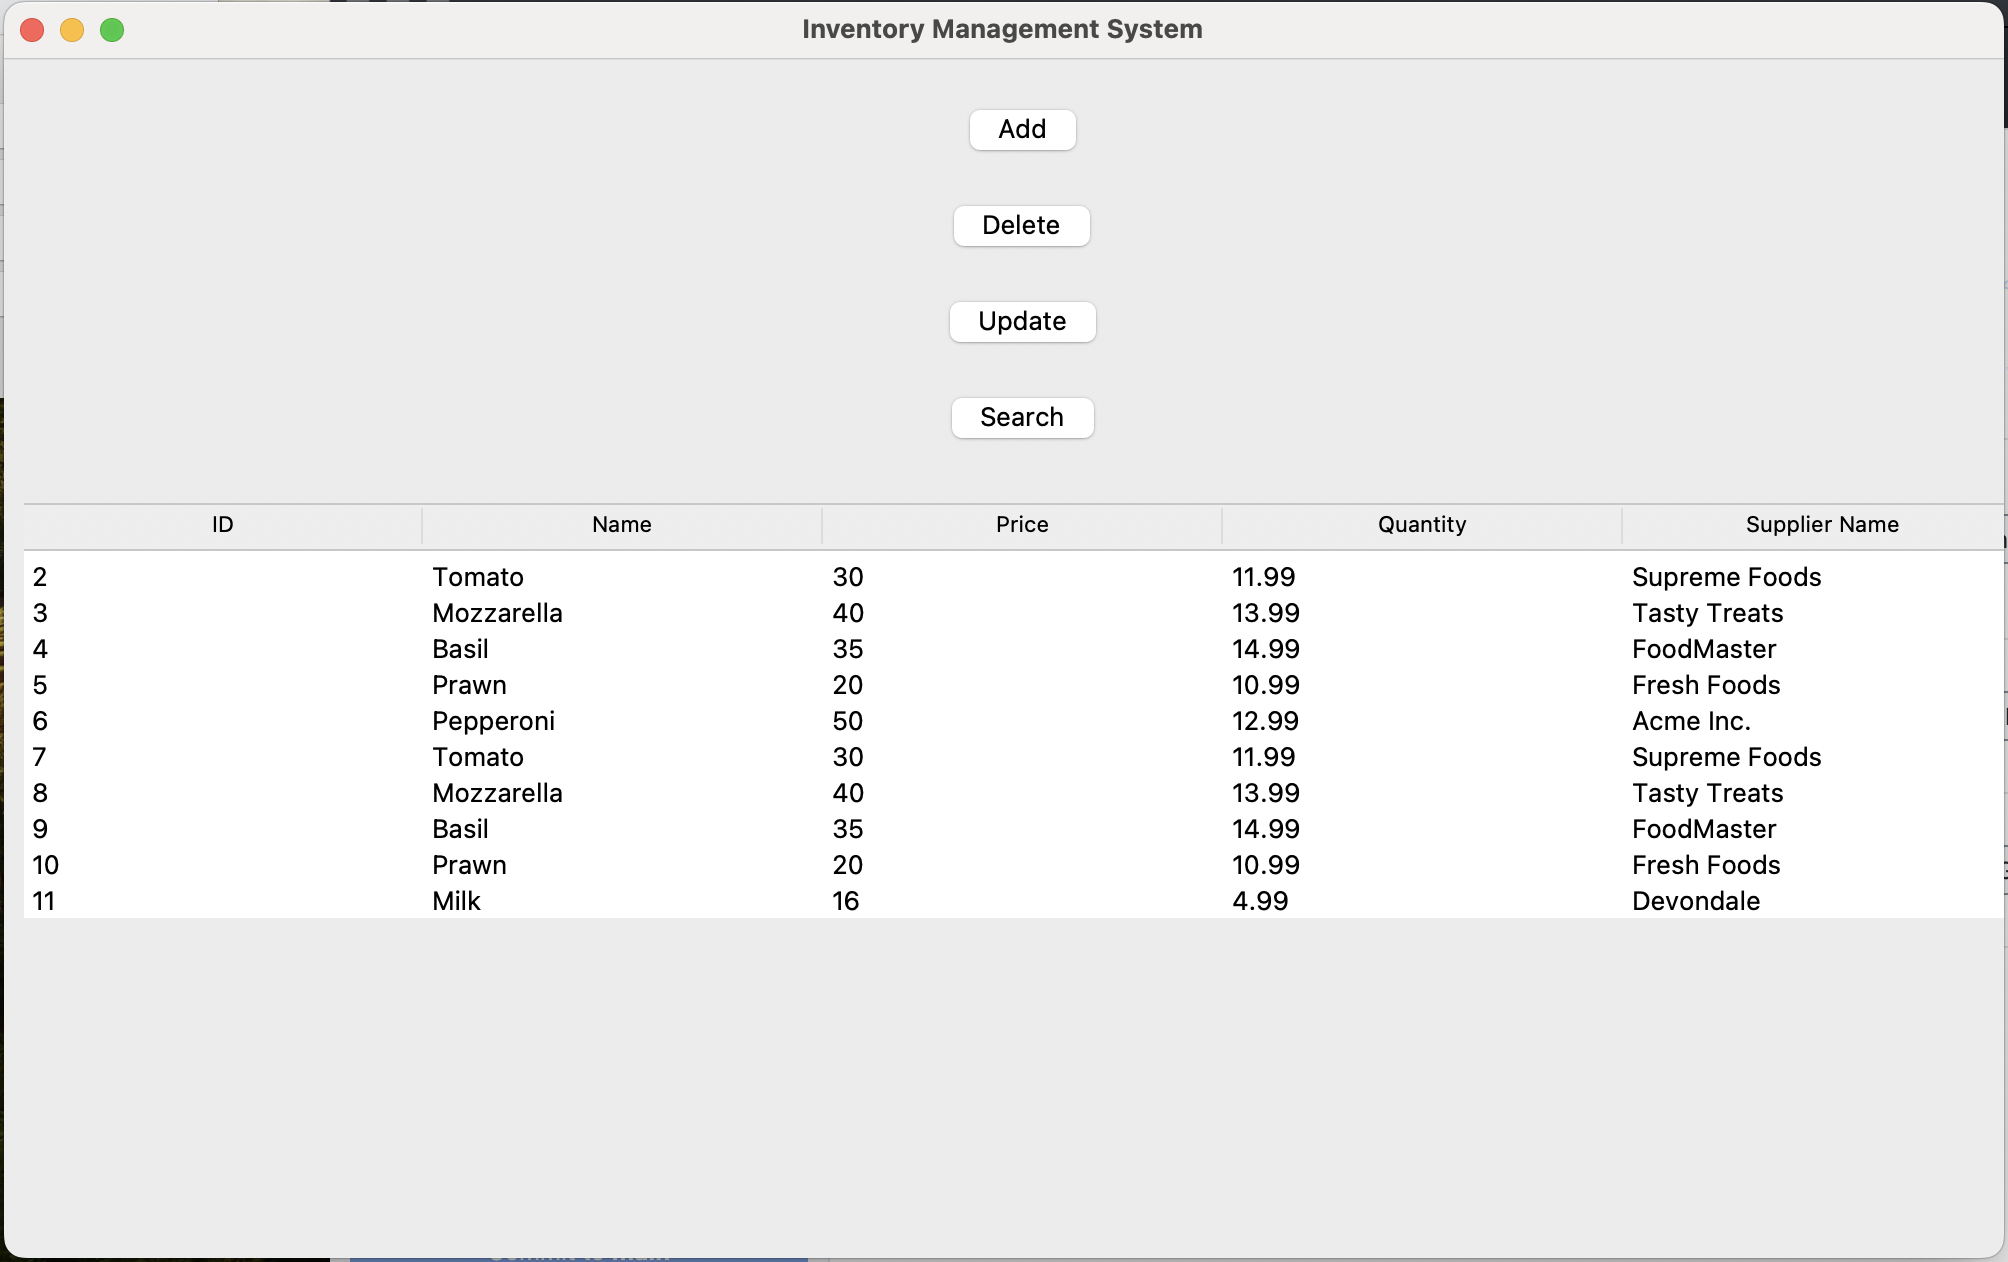 Inventory Management System
Add
Delete
Update
Search
ID Name Price Quantity Supplier Name
2 Tomato 30 11.99 Supreme Foods
3 Mozzarella 40 13.99 Tasty Treats
4 Basil 35 14.99 FoodMaster
5 Prawn 20 10.99 Fresh Foods
6 Pepperoni 50 12.99 Acme Inc.
7 Tomato 30 11.99 Supreme Foods
8 Mozzarella 40 13.99 Tasty Treats
9 Basil 35 14.99 FoodMaster
10 Prawn 20 10.99 Fresh Foods
11 Milk 16 4.99 Devondale